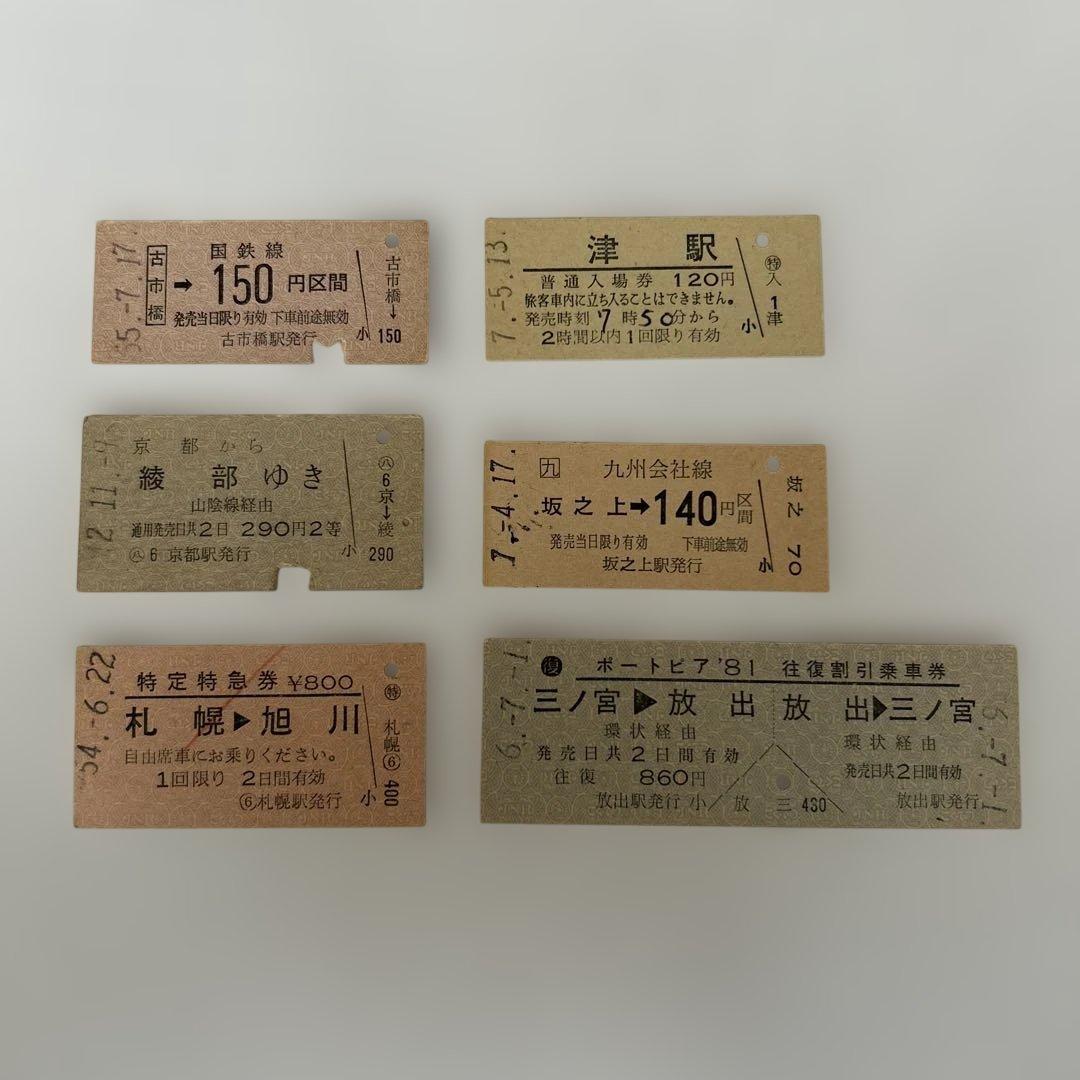 55.-7.17.
古市橋
国鉄線
➡ 150円区間
発売当日限り有効 下車前途無効
古市橋駅発行
小
古市橋→
150
7.-5.13.
津駅
普通入場券 120円
旅客車内に立ち入ることはできません。
発売時刻7時50分から
2時間以内1回限り有効
小
㊕入
1
津
42.11.-9.
京都から
綾部ゆき
山陰線経由
通用発売日共2日 290円2等
㊇6 京都駅発行
小
㊇
6
京→綾
290
7.-4.17.
九 九州会社線
坂之上➡140円区間
発売当日限り有効 下車前途無効
坂之上駅発行
小
坂之
70
54.-6.22
特定特急券 ¥800
札幌▶旭川
自由席車にお乗りください。
1回限り 2日間有効
⑥札幌駅発行
小
㊕
札幌⑥
400
56.-7.-1.
復 ポートピア'81 往復割引乗車券
三ノ宮▶放出
環状経由
発売日共2日間有効
往復 860円
放出駅発行
小 放 三 430
放出▶三ノ宮
環状経由
発売日共2日間有効
放出駅発行
56.-7.-1